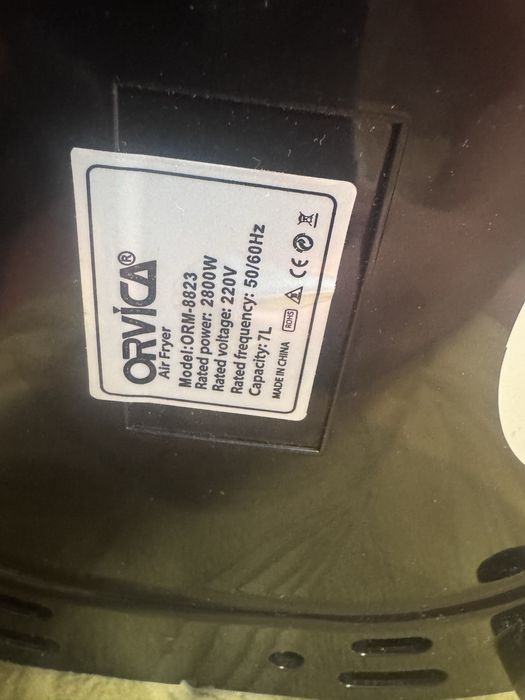 ORVICA®
Air Fryer
Model:ORM-8823
Rated power: 2800W
Rated voltage: 220V
Rated frequency: 50/60Hz
Capacity: 7L
MADE IN CHINA ROHS CE